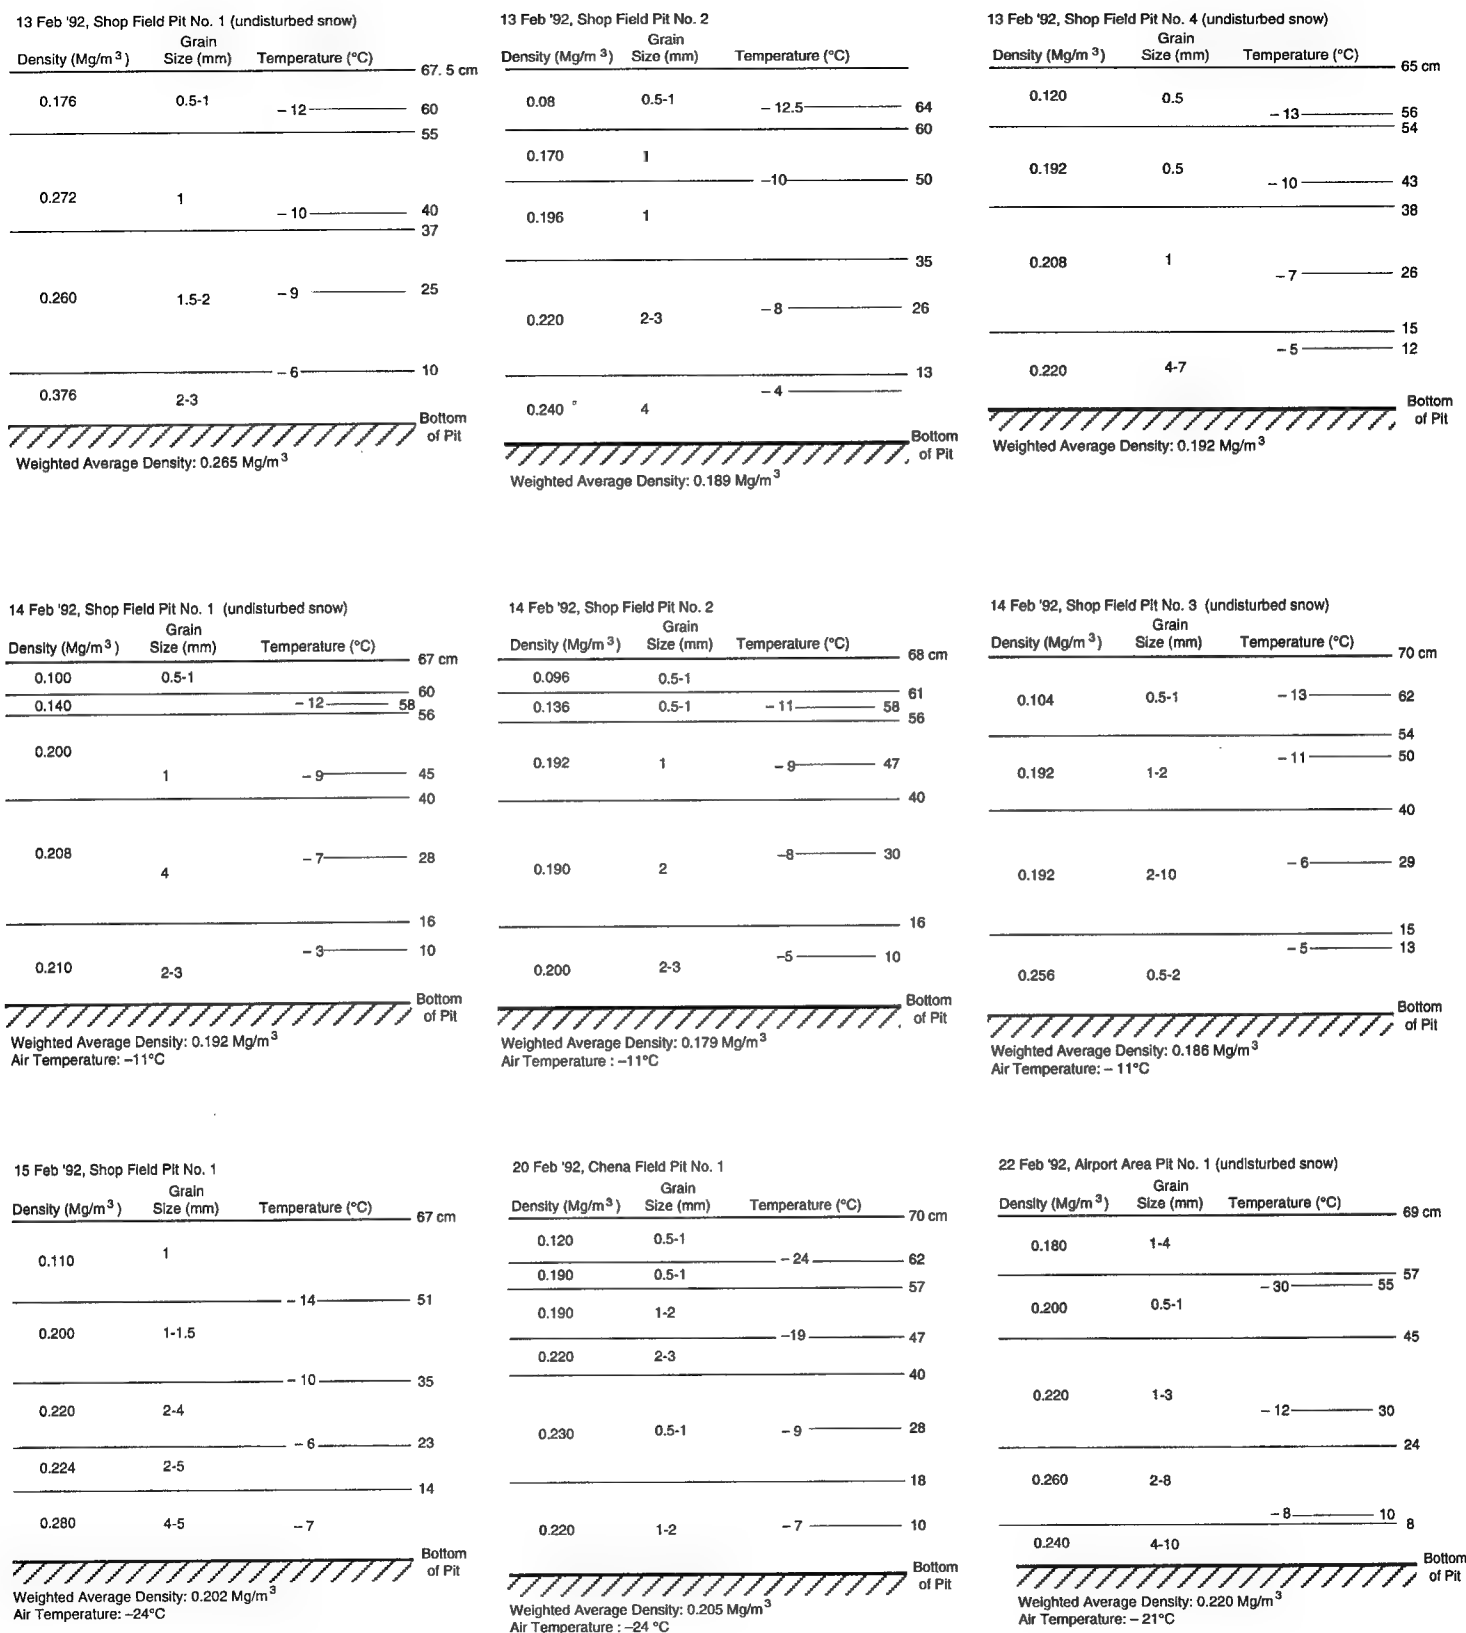 13 Feb '92, Shop Field Pit No. 1 (undisturbed snow)
Grain
Density (Mg/m³) Size (mm) Temperature (°C)
67. 5 cm
0.176 0.5-1 – 12 60
55
0.272 1
– 10 40
37
0.260 1.5-2 – 9 25
– 6 10
0.376 2-3
Bottom
of Pit
Weighted Average Density: 0.265 Mg/m³
13 Feb '92, Shop Field Pit No. 2
Grain
Density (Mg/m³) Size (mm) Temperature (°C)
0.08 0.5-1 – 12.5 64
60
0.170 1
–10 50
0.196 1
35
– 8 26
0.220 2-3
13
– 4
0.240 4
Bottom
of Pit
Weighted Average Density: 0.189 Mg/m³
13 Feb '92, Shop Field Pit No. 4 (undisturbed snow)
Grain
Density (Mg/m³) Size (mm) Temperature (°C)
65 cm
0.120 0.5
– 13 56
54
0.192 0.5
– 10 43
38
0.208 1
– 7 26
15
– 5 12
0.220 4-7
Bottom
of Pit
Weighted Average Density: 0.192 Mg/m³
14 Feb '92, Shop Field Pit No. 1 (undisturbed snow)
Grain
Density (Mg/m³) Size (mm) Temperature (°C)
67 cm
0.100 0.5-1
60
0.140 – 12 58
56
0.200
1 – 9 45
40
0.208 – 7 28
4
16
– 3 10
0.210 2-3
Bottom
of Pit
Weighted Average Density: 0.192 Mg/m³
Air Temperature: –11°C
14 Feb '92, Shop Field Pit No. 2
Grain
Density (Mg/m³) Size (mm) Temperature (°C)
68 cm
0.096 0.5-1
61
0.136 0.5-1 – 11 58
56
0.192 1 – 9 47
40
–8 30
0.190 2
16
–5 10
0.200 2-3
Bottom
of Pit
Weighted Average Density: 0.179 Mg/m³
Air Temperature : –11°C
14 Feb '92, Shop Field Pit No. 3 (undisturbed snow)
Grain
Density (Mg/m³) Size (mm) Temperature (°C)
70 cm
0.104 0.5-1 – 13 62
54
– 11 50
0.192 1-2
40
– 6 29
0.192 2-10
15
– 5 13
0.256 0.5-2
Bottom
of Pit
Weighted Average Density: 0.186 Mg/m³
Air Temperature: – 11°C
15 Feb '92, Shop Field Pit No. 1
Grain
Density (Mg/m³) Size (mm) Temperature (°C)
67 cm
0.110 1
– 14 51
0.200 1-1.5
– 10 35
0.220 2-4
– 6 23
0.224 2-5
14
0.280 4-5 – 7
Bottom
of Pit
Weighted Average Density: 0.202 Mg/m³
Air Temperature: –24°C
20 Feb '92, Chena Field Pit No. 1
Grain
Density (Mg/m³) Size (mm) Temperature (°C)
70 cm
0.120 0.5-1
– 24 62
0.190 0.5-1
57
0.190 1-2
–19 47
0.220 2-3
40
0.230 0.5-1 – 9 28
18
0.220 1-2 – 7 10
Bottom
of Pit
Weighted Average Density: 0.205 Mg/m³
Air Temperature : –24 °C
22 Feb '92, Airport Area Pit No. 1 (undisturbed snow)
Grain
Density (Mg/m³) Size (mm) Temperature (°C)
69 cm
0.180 1-4
57
– 30 55
0.200 0.5-1
45
0.220 1-3
– 12 30
24
0.260 2-8
– 8 10
8
0.240 4-10
Bottom
of Pit
Weighted Average Density: 0.220 Mg/m³
Air Temperature: – 21°C